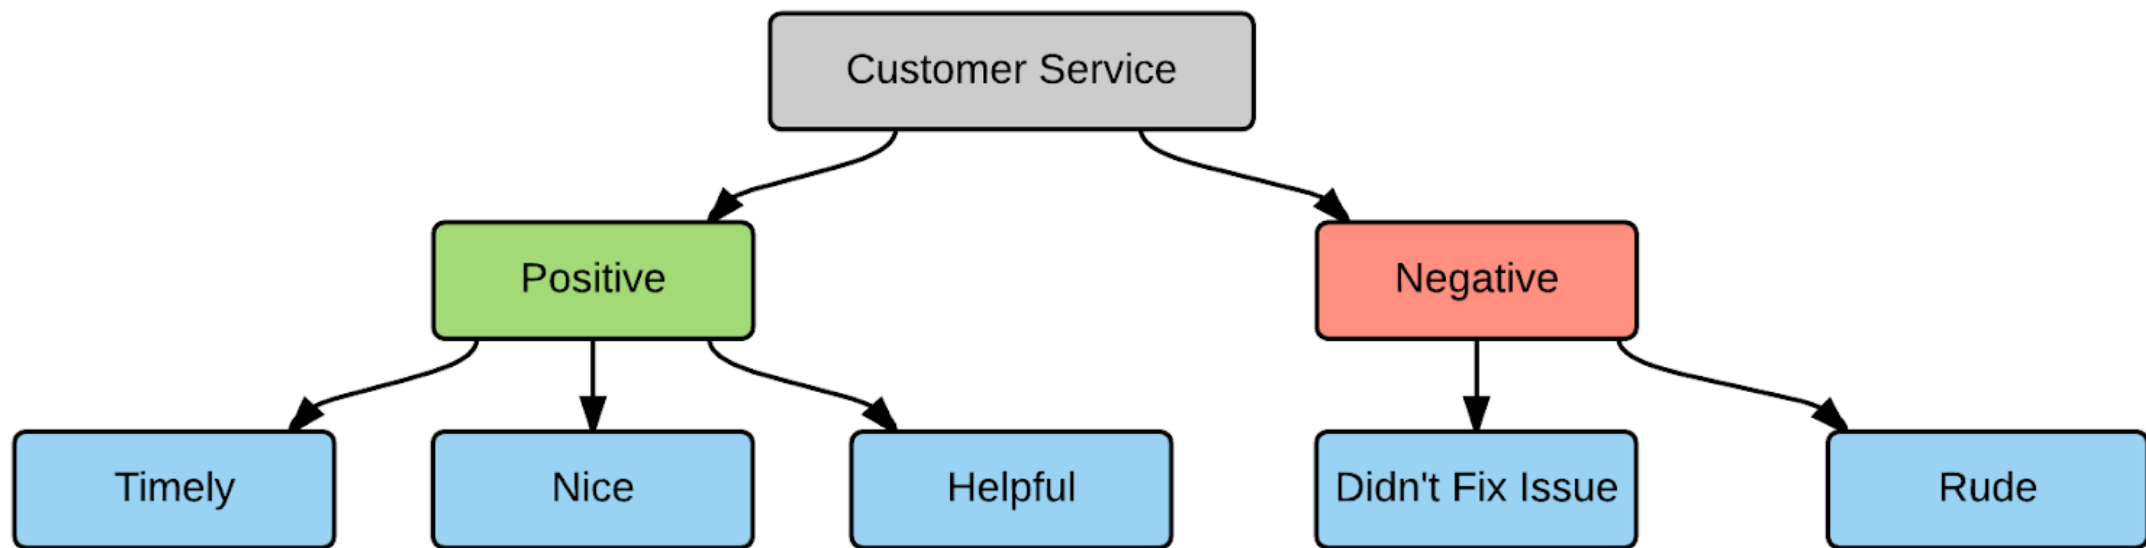 Customer Service
Positive
Negative
Timely
Nice
Helpful
Didn't Fix Issue
Rude